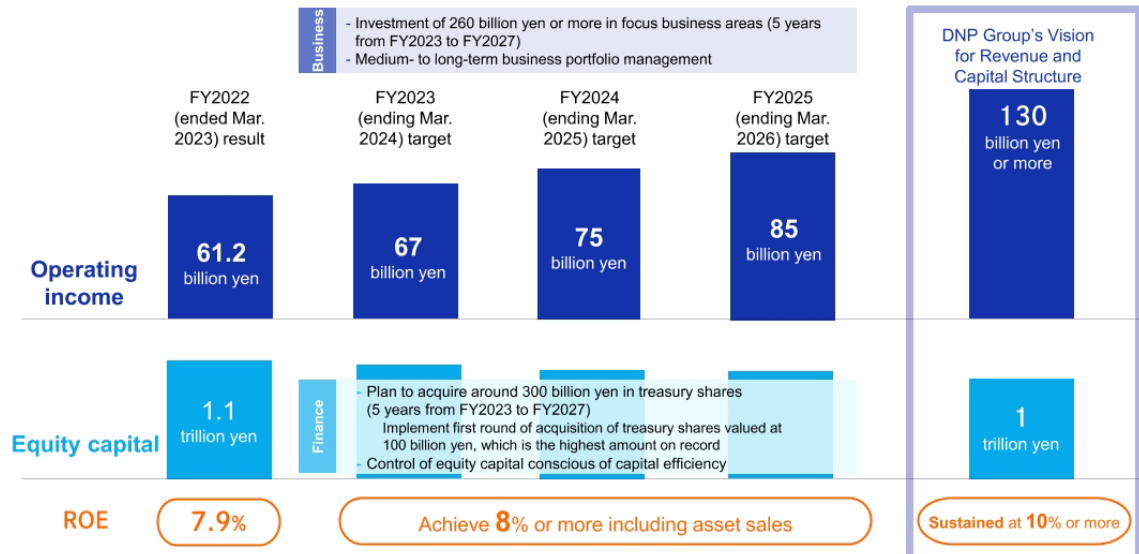 Business
- Investment of 260 billion yen or more in focus business areas (5 years
from FY2023 to FY2027)
- Medium- to long-term business portfolio management
DNP Group's Vision
for Revenue and
Capital Structure
FY2022
(ended Mar.
2023) result
FY2023
(ending Mar.
2024) target
FY2024
(ending Mar.
2025) target
FY2025
(ending Mar.
2026) target
130
billion yen
or more
Operating
income
61.2
billion yen
67
billion yen
75
billion yen
85
billion yen
Equity capital
1.1
trillion yen
Finance
- Plan to acquire around 300 billion yen in treasury shares
(5 years from FY2023 to FY2027)
Implement first round of acquisition of treasury shares valued at
100 billion yen, which is the highest amount on record
- Control of equity capital conscious of capital efficiency
1
trillion yen
ROE
7.9%
Achieve 8% or more including asset sales
Sustained at 10% or more